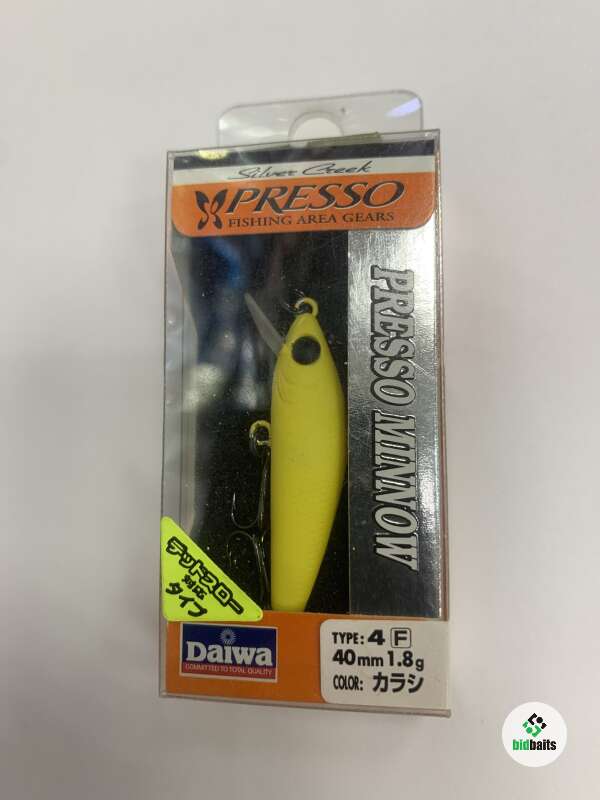 Silver Creek
PRESSO
FISHING AREA GEARS
PRESSO MINNOW
デッドスロー
対応
タイプ
Daiwa
COMMITTED TO TOTAL QUALITY
TYPE: 4 F
40mm 1.8g
COLOR: カラシ
bidbaits